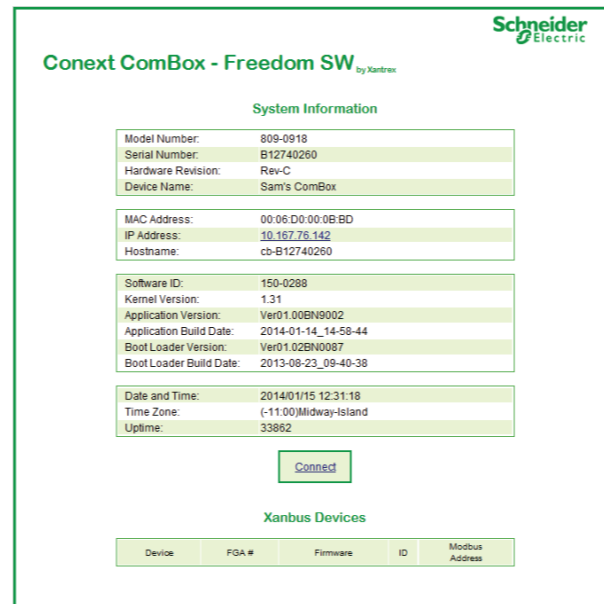 Schneider
Electric
Conext ComBox - Freedom SW by Xantrex
System Information
Model Number: 809-0918
Serial Number: B12740260
Hardware Revision: Rev-C
Device Name: Sam's ComBox
MAC Address: 00:06:D0:00:0B:BD
IP Address: 10.167.76.142
Hostname: cb-B12740260
Software ID: 150-0288
Kernel Version: 1.31
Application Version: Ver01.00BN9002
Application Build Date: 2014-01-14_14-58-44
Boot Loader Version: Ver01.02BN0087
Boot Loader Build Date: 2013-08-23_09-40-38
Date and Time: 2014/01/15 12:31:18
Time Zone: (-11:00)Midway-Island
Uptime: 33862
Connect
Xanbus Devices
Device FGA # Firmware ID Modbus Address